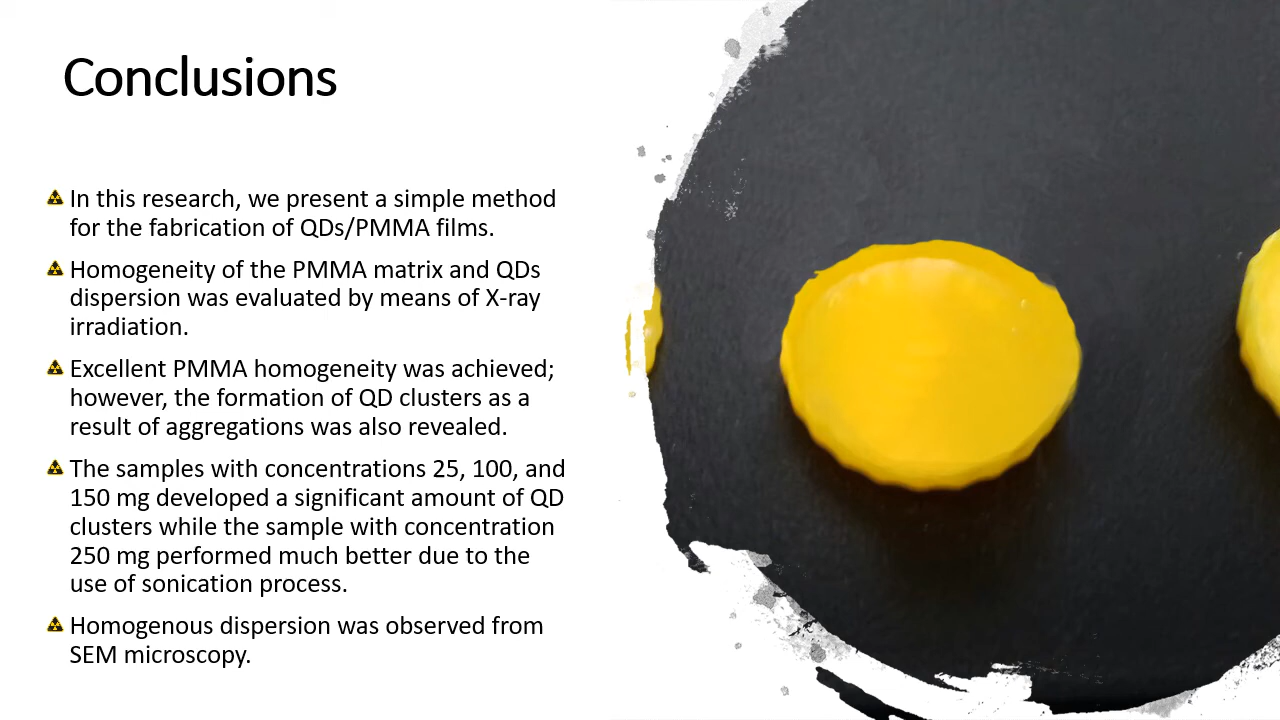 Conclusions
In this research, we present a simple method
for the fabrication of QDs/PMMA films.
Homogeneity of the PMMA matrix and QDs
dispersion was evaluated by means of X-ray
irradiation.
Excellent PMMA homogeneity was achieved;
however, the formation of QD clusters as a
result of aggregations was also revealed.
The samples with concentrations 25, 100, and
150 mg developed a significant amount of QD
clusters while the sample with concentration
250 mg performed much better due to the
use of sonication process.
Homogenous dispersion was observed from
SEM microscopy.